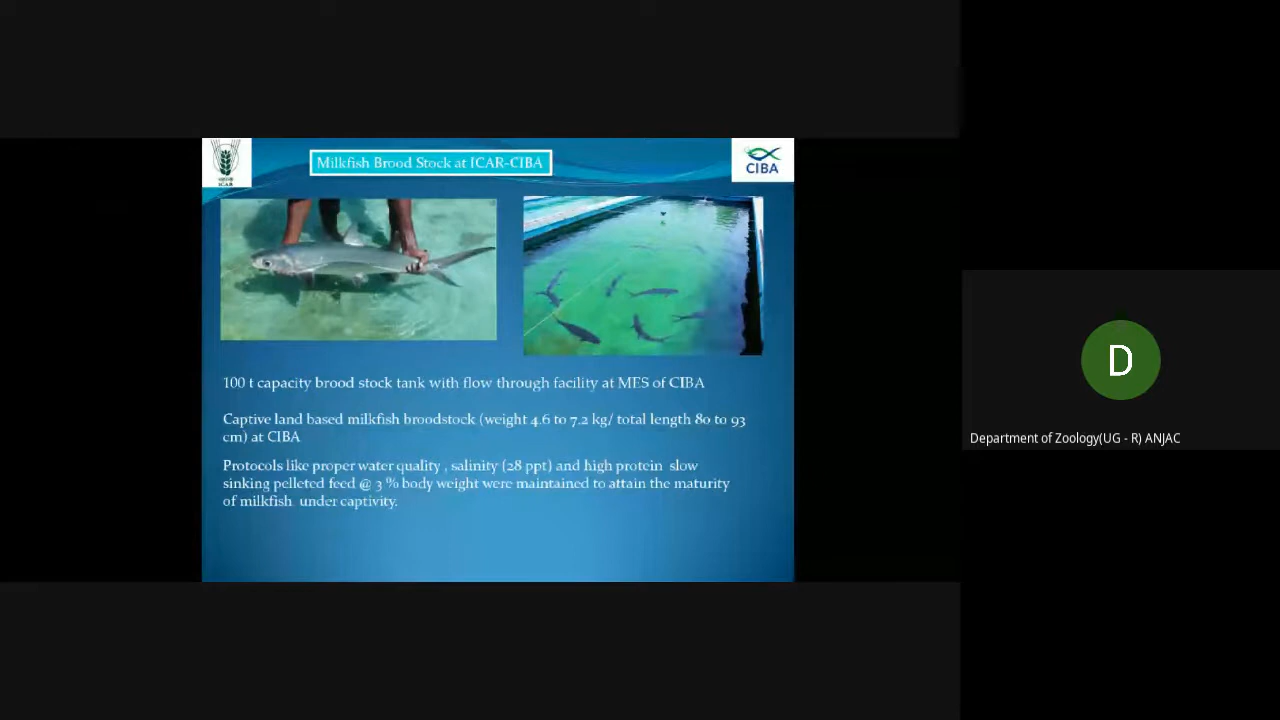 Milkfish Brood Stock at ICAR-CIBA
ICAR
CIBA
100 t capacity brood stock tank with flow through facility at MES of CIBA
Captive land based milkfish broodstock (weight 4.6 to 7.2 kg/ total length 80 to 93
cm) at CIBA
Protocols like proper water quality , salinity (28 ppt) and high protein slow
sinking pelleted feed @ 3 % body weight were maintained to attain the maturity
of milkfish under captivity.
D
Department of Zoology(UG - R) ANJAC